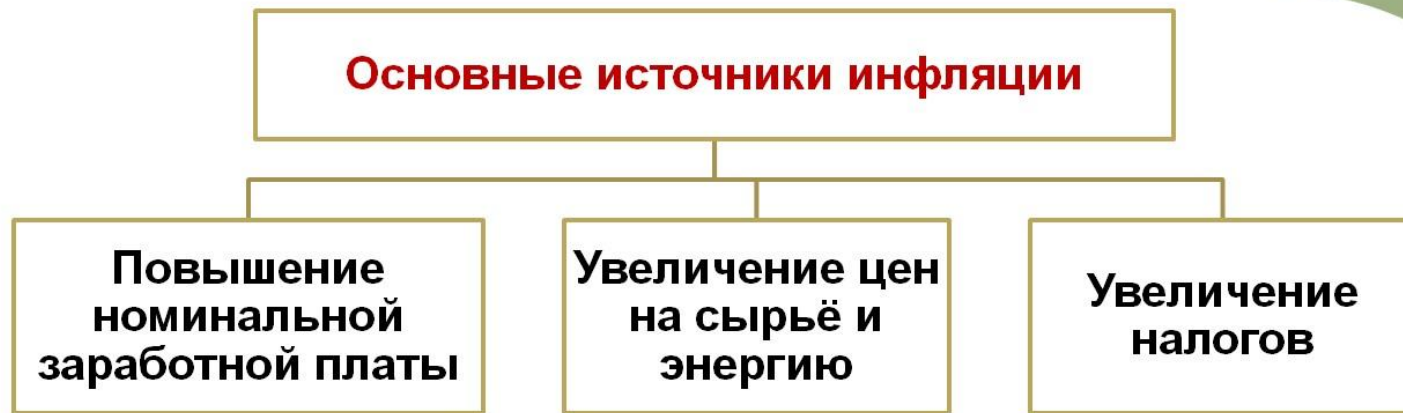 Основные источники инфляции
Повышение
номинальной
заработной платы
Увеличение цен
на сырьё и
энергию
Увеличение
налогов